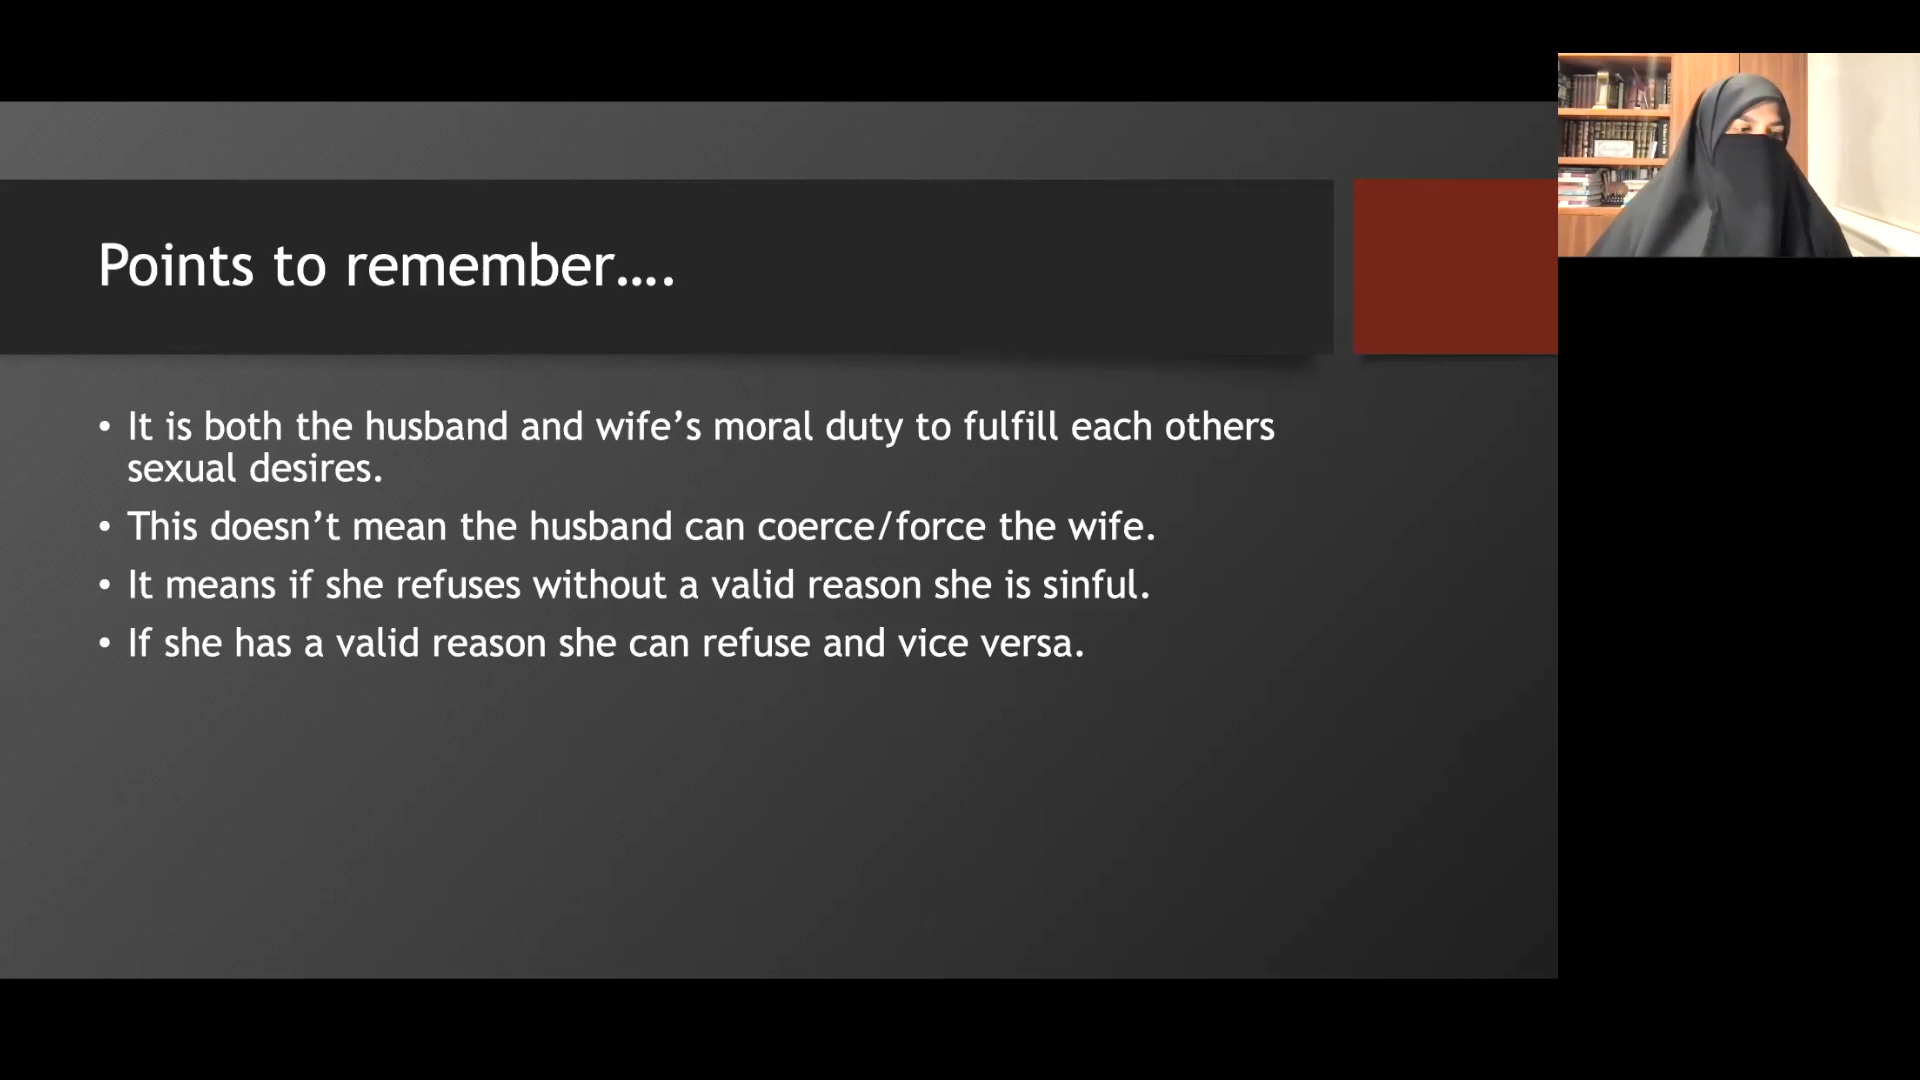 Points to remember....
• It is both the husband and wife's moral duty to fulfill each others
sexual desires.
• This doesn't mean the husband can coerce/force the wife.
• It means if she refuses without a valid reason she is sinful.
• If she has a valid reason she can refuse and vice versa.